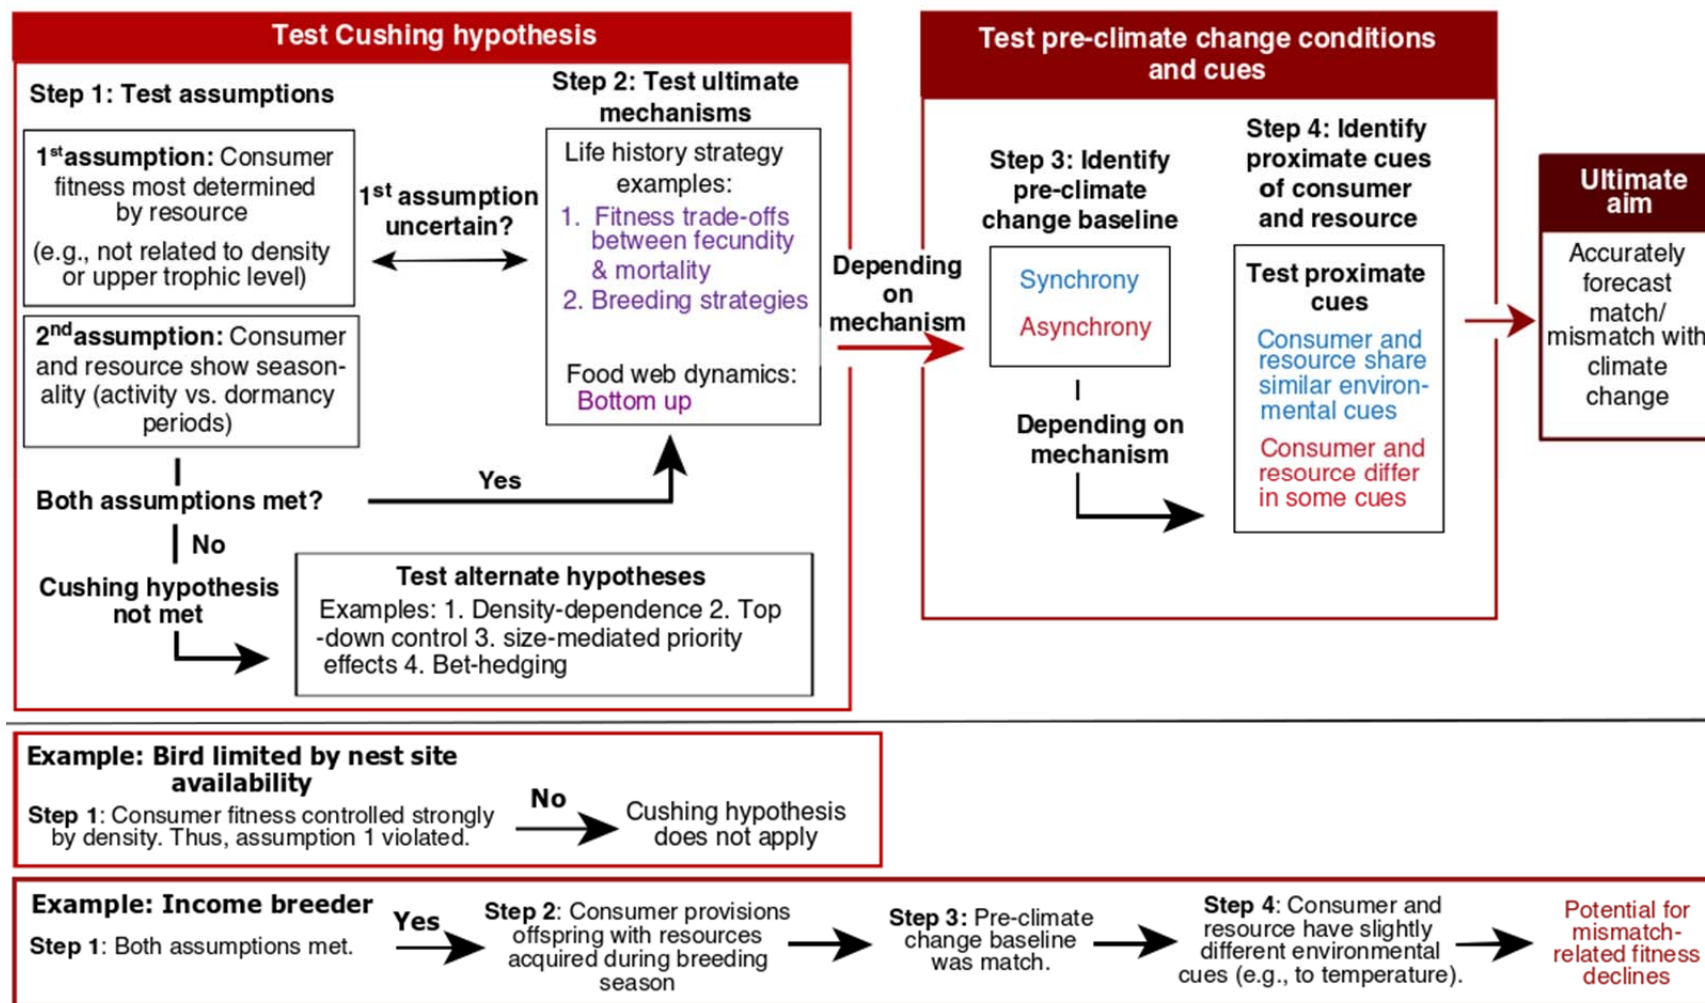 Test Cushing hypothesis
Step 1: Test assumptions
1st assumption: Consumer
fitness most determined
by resource
(e.g., not related to density
or upper trophic level)
2nd assumption: Consumer
and resource show season-
ality (activity vs. dormancy
periods)
1st assumption
uncertain?
Step 2: Test ultimate
mechanisms
Life history strategy
examples:
1. Fitness trade-offs
between fecundity
& mortality
2. Breeding strategies
Food web dynamics:
Bottom up
Both assumptions met?
Yes
No
Cushing hypothesis
not met
Test alternate hypotheses
Examples: 1. Density-dependence 2. Top
-down control 3. size-mediated priority
effects 4. Bet-hedging
Depending
on
mechanism
Test pre-climate change conditions
and cues
Step 3: Identify
pre-climate
change baseline
Synchrony
Asynchrony
Depending on
mechanism
Step 4: Identify
proximate cues
of consumer
and resource
Test proximate
cues
Consumer and
resource share
similar environ-
mental cues
Consumer and
resource differ
in some cues
Ultimate
aim
Accurately
forecast
match/
mismatch with
climate
change
Example: Bird limited by nest site
availability
Step 1: Consumer fitness controlled strongly
by density. Thus, assumption 1 violated.
No
Cushing hypothesis
does not apply
Example: Income breeder
Step 1: Both assumptions met.
Yes
Step 2: Consumer provisions
offspring with resources
acquired during breeding
season
Step 3: Pre-climate
change baseline
was match.
Step 4: Consumer and
resource have slightly
different environmental
cues (e.g., to temperature).
Potential for
mismatch-
related fitness
declines